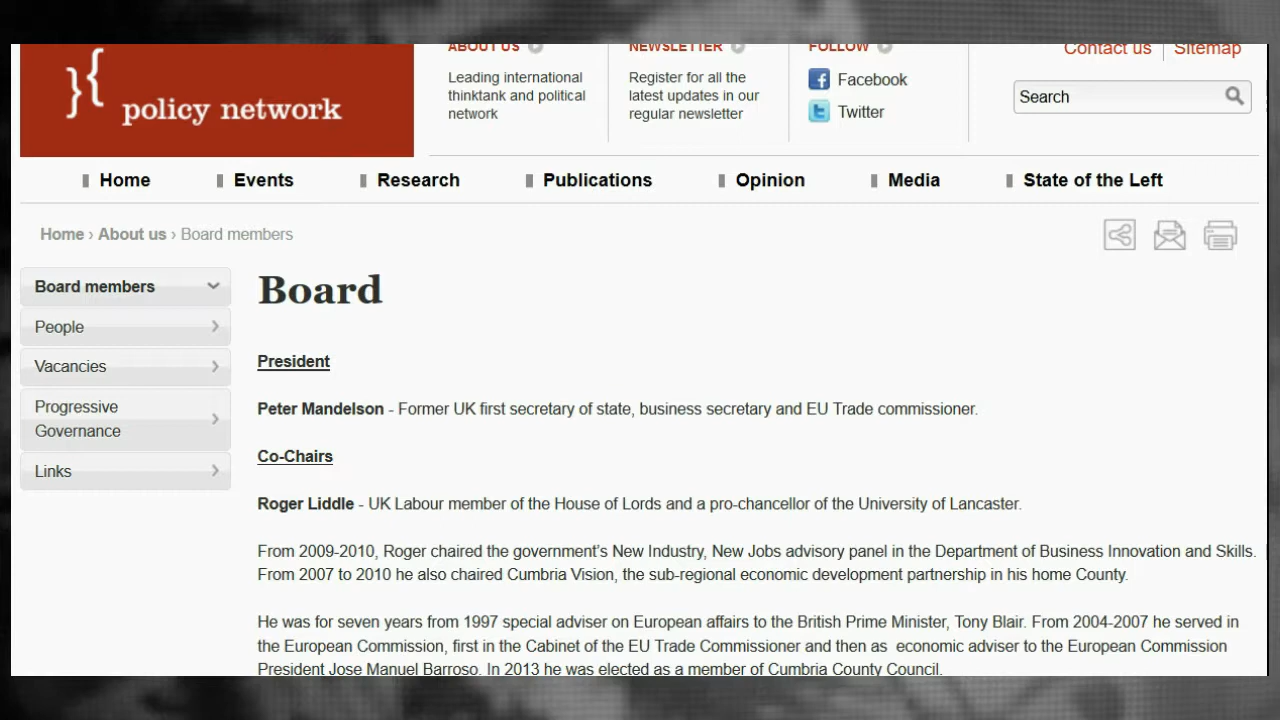 ABOUT US
NEWSLETTER
FOLLOW
Contact us
Sitemap
}{
policy network
Leading international
thinktank and political
network
Register for all the
latest updates in our
regular newsletter
Facebook
Twitter
Search
Home
Events
Research
Publications
Opinion
Media
State of the Left
Home › About us › Board members
Board members
People
Vacancies
Progressive
Governance
Links
Board
President
Peter Mandelson - Former UK first secretary of state, business secretary and EU Trade commissioner.
Co-Chairs
Roger Liddle - UK Labour member of the House of Lords and a pro-chancellor of the University of Lancaster.
From 2009-2010, Roger chaired the government's New Industry, New Jobs advisory panel in the Department of Business Innovation and Skills.
From 2007 to 2010 he also chaired Cumbria Vision, the sub-regional economic development partnership in his home County.
He was for seven years from 1997 special adviser on European affairs to the British Prime Minister, Tony Blair. From 2004-2007 he served in
the European Commission, first in the Cabinet of the EU Trade Commissioner and then as economic adviser to the European Commission
President Jose Manuel Barroso. In 2013 he was elected as a member of Cumbria County Council.